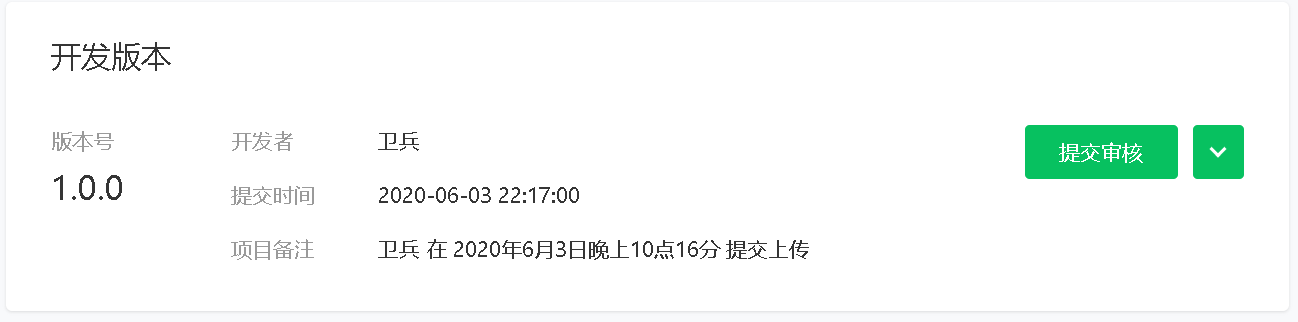 开发版本
版本号
1.0.0
开发者 卫兵
提交时间 2020-06-03 22:17:00
项目备注 卫兵 在 2020年6月3日晚上10点16分 提交上传
提交审核